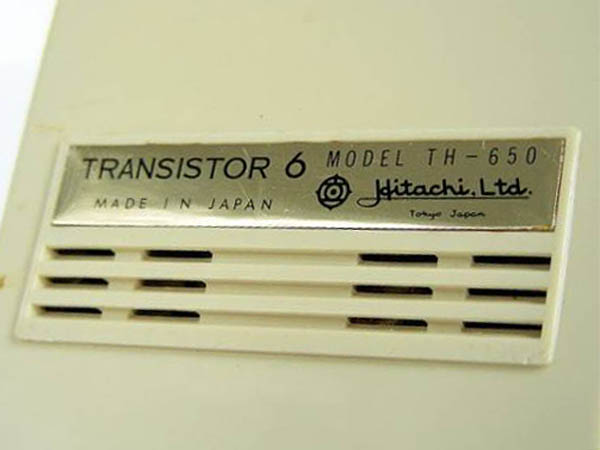 TRANSISTOR 6 MODEL TH-650
MADE IN JAPAN Hitachi, Ltd.
Tokyo Japan